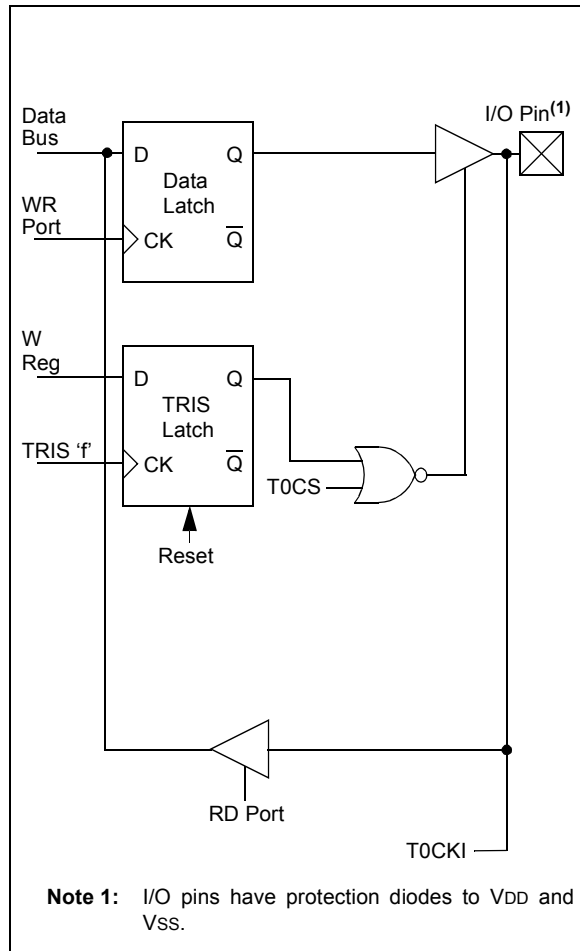 Data
Bus
I/O Pin(1)
D
Q
Data
Latch
WR
Port
CK
Q̅
W
Reg
D
Q
TRIS
Latch
TRIS ‘f’
CK
Q̅
T0CS
Reset
RD Port
T0CKI
Note 1: I/O pins have protection diodes to VDD and
VSS.